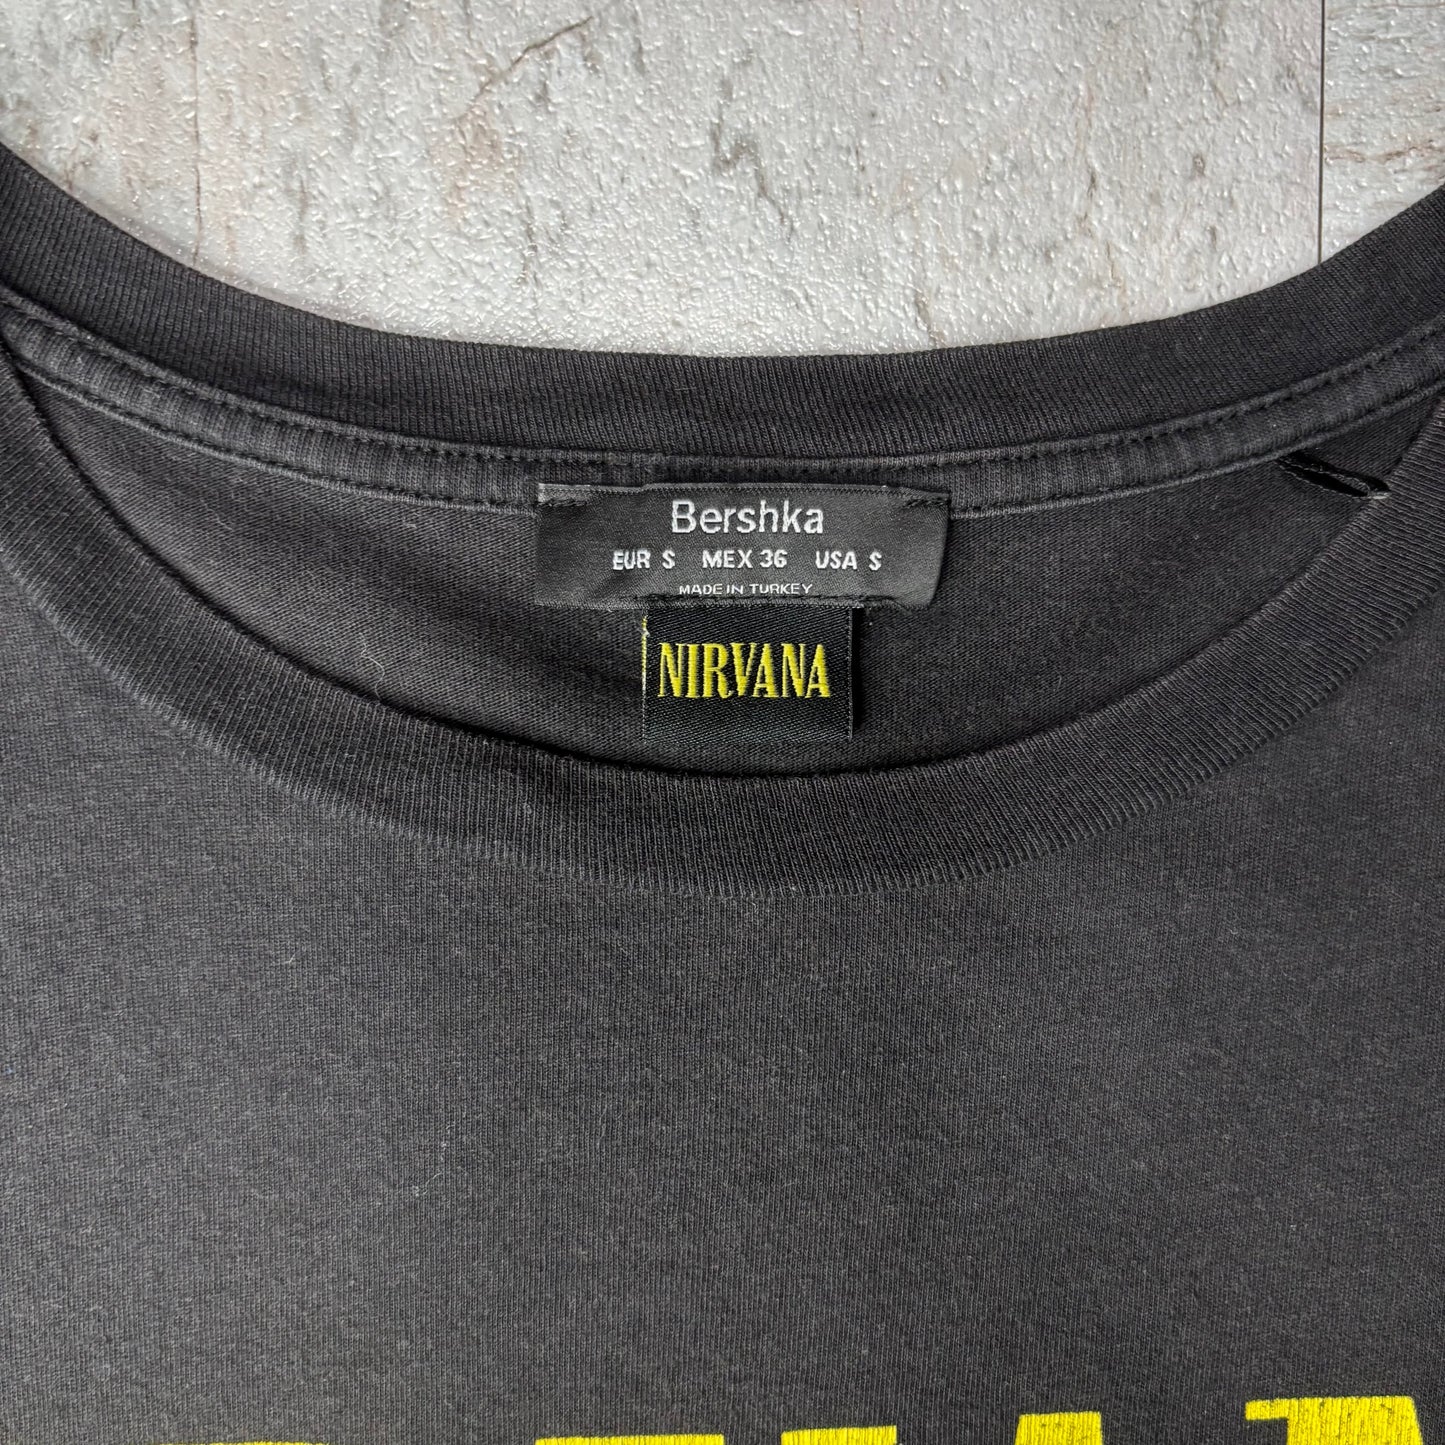 Bershka
EUR S MEX 36 USA S
MADE IN TURKEY
NIRVANA